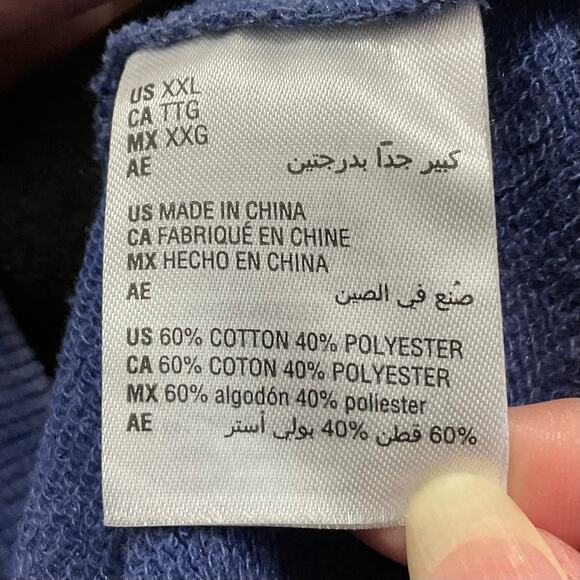 US XXL
CA TTG
MX XXG
AE كبير جدًا بدرجتين
US MADE IN CHINA
CA FABRIQUÉ EN CHINE
MX HECHO EN CHINA
AE صُنع في الصين
US 60% COTTON 40% POLYESTER
CA 60% COTON 40% POLYESTER
MX 60% algodón 40% poliester
AE 60% قطن 40% بولي أستر